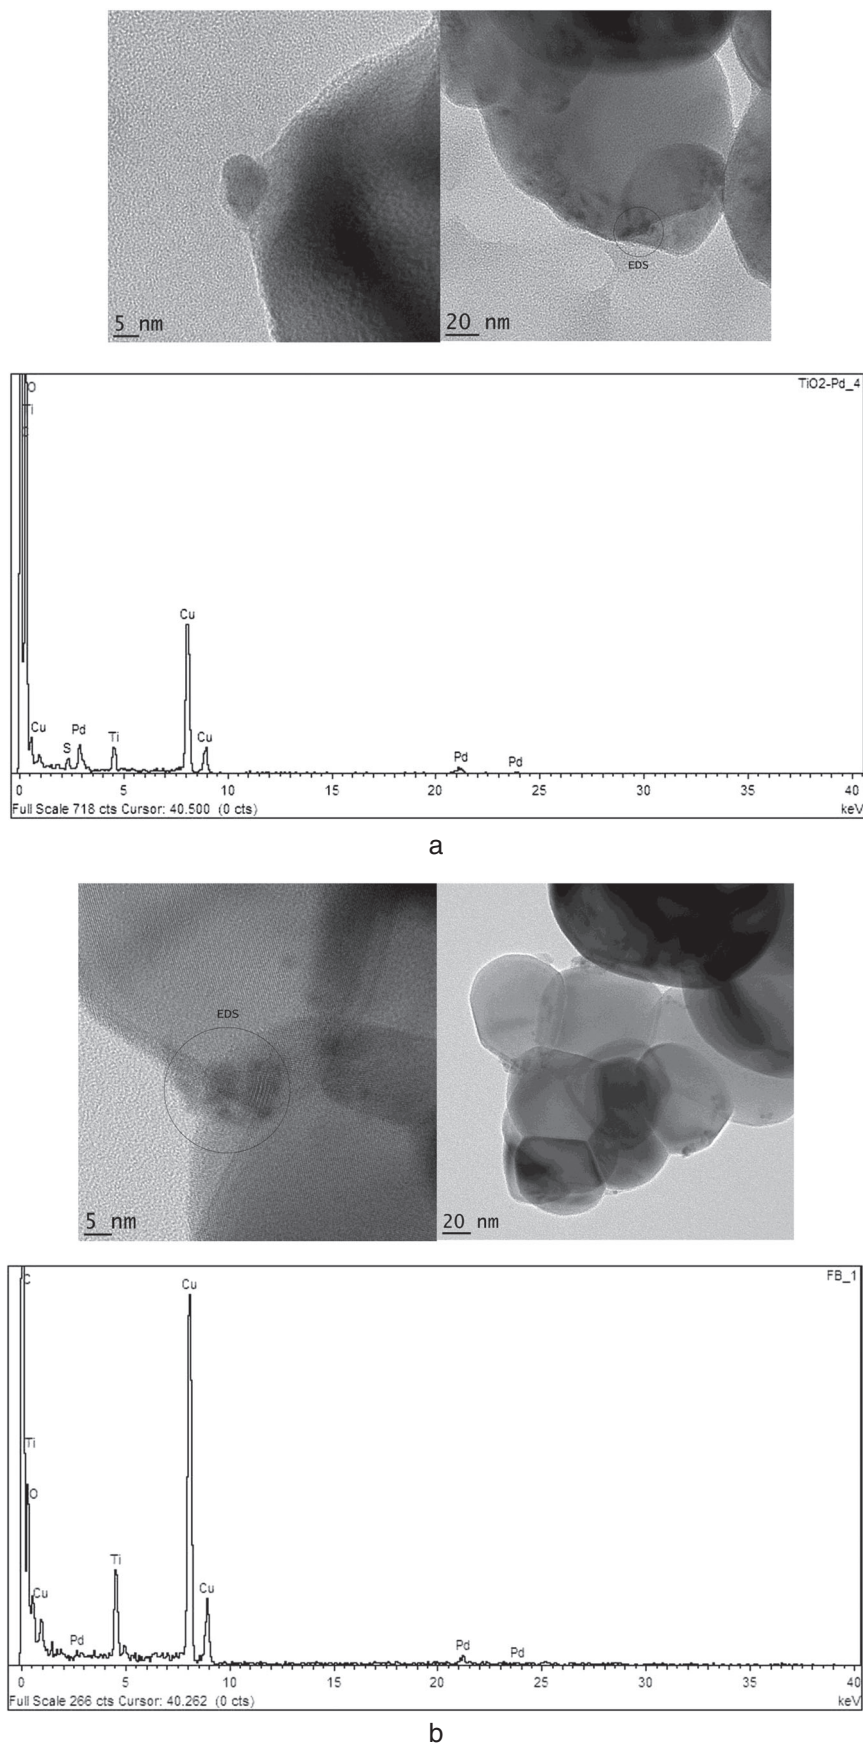 5 nm
EDS
20 nm
TiO2-Pd_4
O
Ti
C
Cu
Cu
S
Pd
Ti
Cu
Pd
Pd
0 5 10 15 20 25 30 35 40
Full Scale 718 cts Cursor: 40.500 (0 cts) keV
a
EDS
5 nm
20 nm
FB_1
C
Cu
Ti
O
Ti
Cu
Cu
Pd
Pd
Pd
0 5 10 15 20 25 30 35 40
Full Scale 266 cts Cursor: 40.262 (0 cts) keV
b